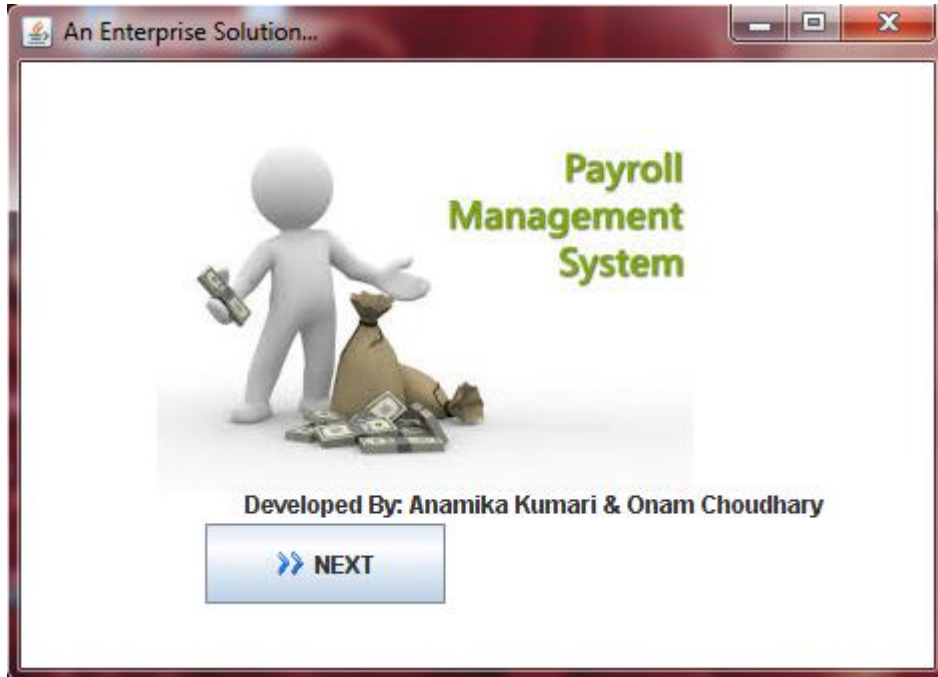 An Enterprise Solution...
Payroll
Management
System
Developed By: Anamika Kumari & Onam Choudhary
NEXT